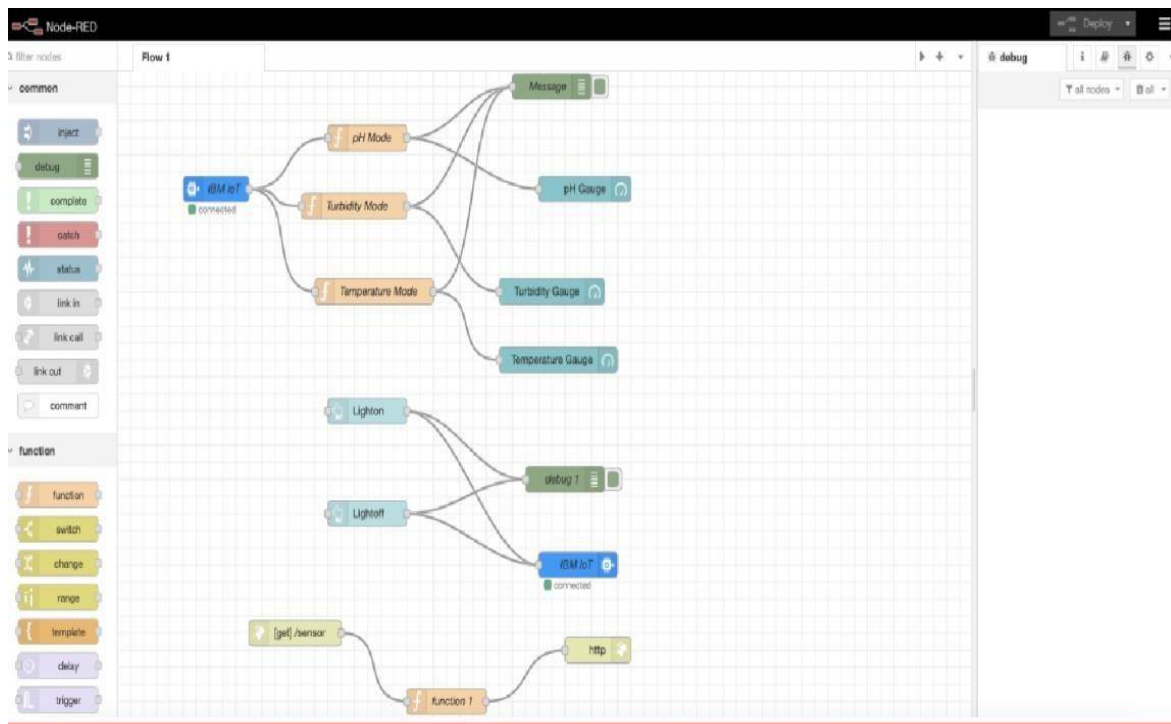 Node-RED
Deploy
filter nodes
Flow 1
debug
i
all nodes
all
common
inject
debug
complete
catch
status
link in
link call
link out
comment
function
function
switch
change
range
template
delay
trigger
Message
pH Mode
IBM IoT
connected
pH Gauge
Turbidity Mode
Temperature Mode
Turbidity Gauge
Temperature Gauge
Lighton
debug 1
Lightoff
IBM IoT
connected
[get] /sensor
http
function 1